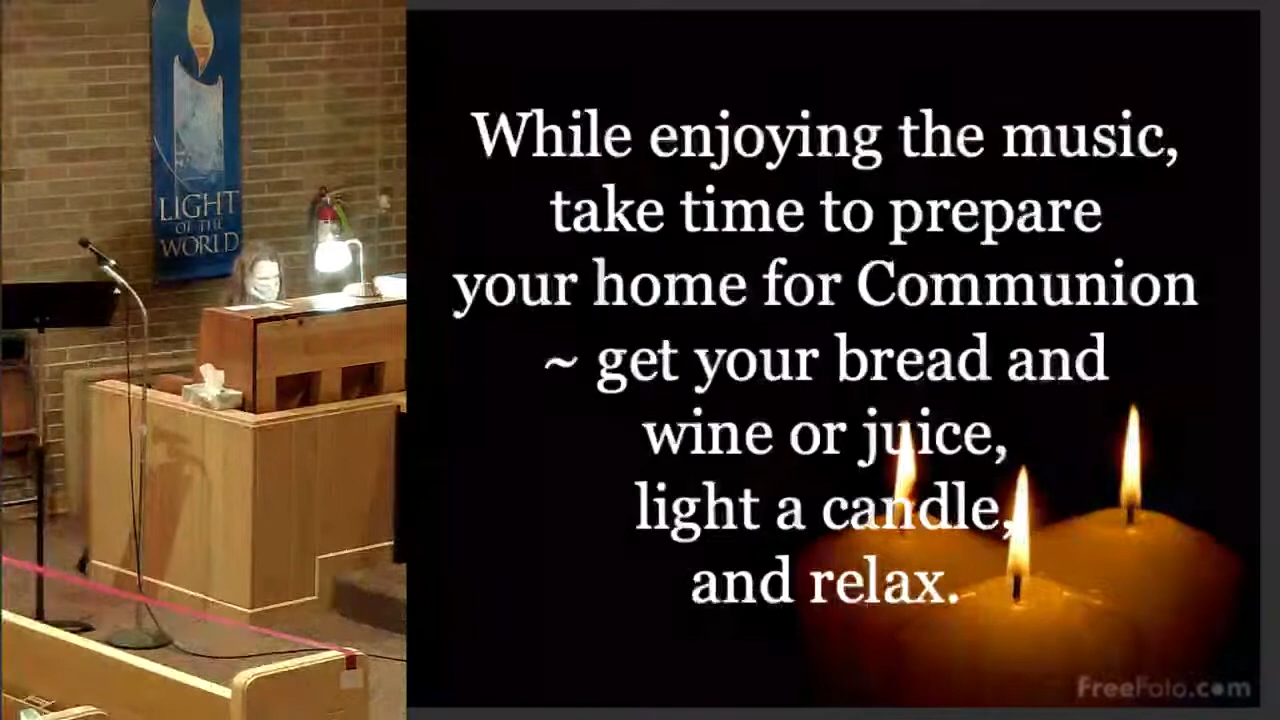 LIGHT
OF THE
WORLD
While enjoying the music,
take time to prepare
your home for Communion
~ get your bread and
wine or juice,
light a candle,
and relax.
FreeFoto.com